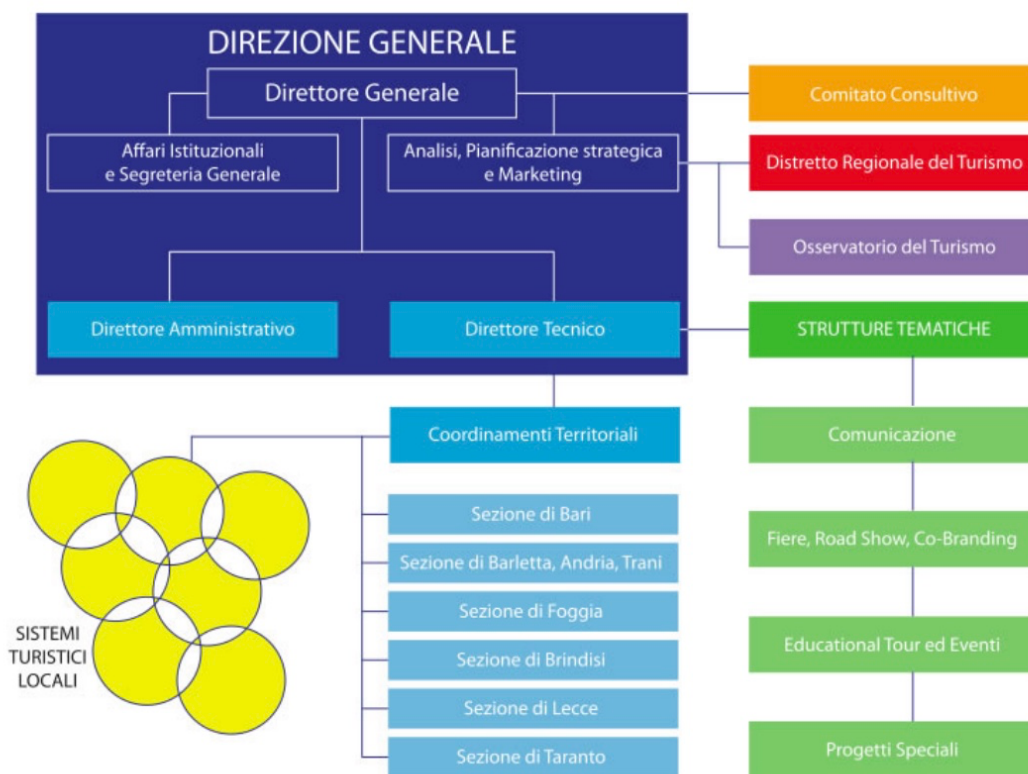 DIREZIONE GENERALE
Direttore Generale
Affari Istituzionali
e Segreteria Generale
Analisi, Pianificazione strategica
e Marketing
Direttore Amministrativo
Direttore Tecnico
Comitato Consultivo
Distretto Regionale del Turismo
Osservatorio del Turismo
STRUTTURE TEMATICHE
Comunicazione
Fiere, Road Show, Co-Branding
Educational Tour ed Eventi
Progetti Speciali
Coordinamenti Territoriali
Sezione di Bari
Sezione di Barletta, Andria, Trani
Sezione di Foggia
Sezione di Brindisi
Sezione di Lecce
Sezione di Taranto
SISTEMI
TURISTICI
LOCALI